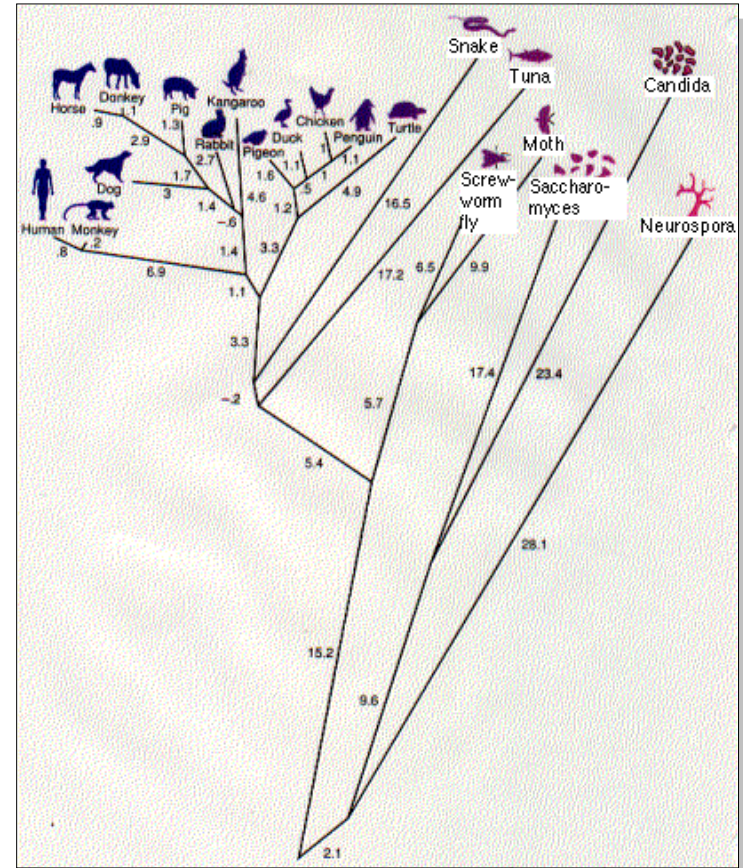 Snake
Tuna
Candida
Kangaroo
Donkey
Horse
Pig
Chicken
Duck
Penguin
Turtle
Rabbit
Pigeon
Moth
Screw-
worm
fly
Saccharo-
myces
Neurospora
Dog
Human Monkey
.9
1.1
1.3
2.9
2.7
1.6
1.1
1
1.1
.5
1
4.9
1.7
3
1.4
-.6
4.6
1.2
16.5
.8
.2
6.9
1.4
3.3
1.1
17.2
6.5
9.9
3.3
17.4
23.4
-.2
5.7
5.4
28.1
15.2
9.6
2.1